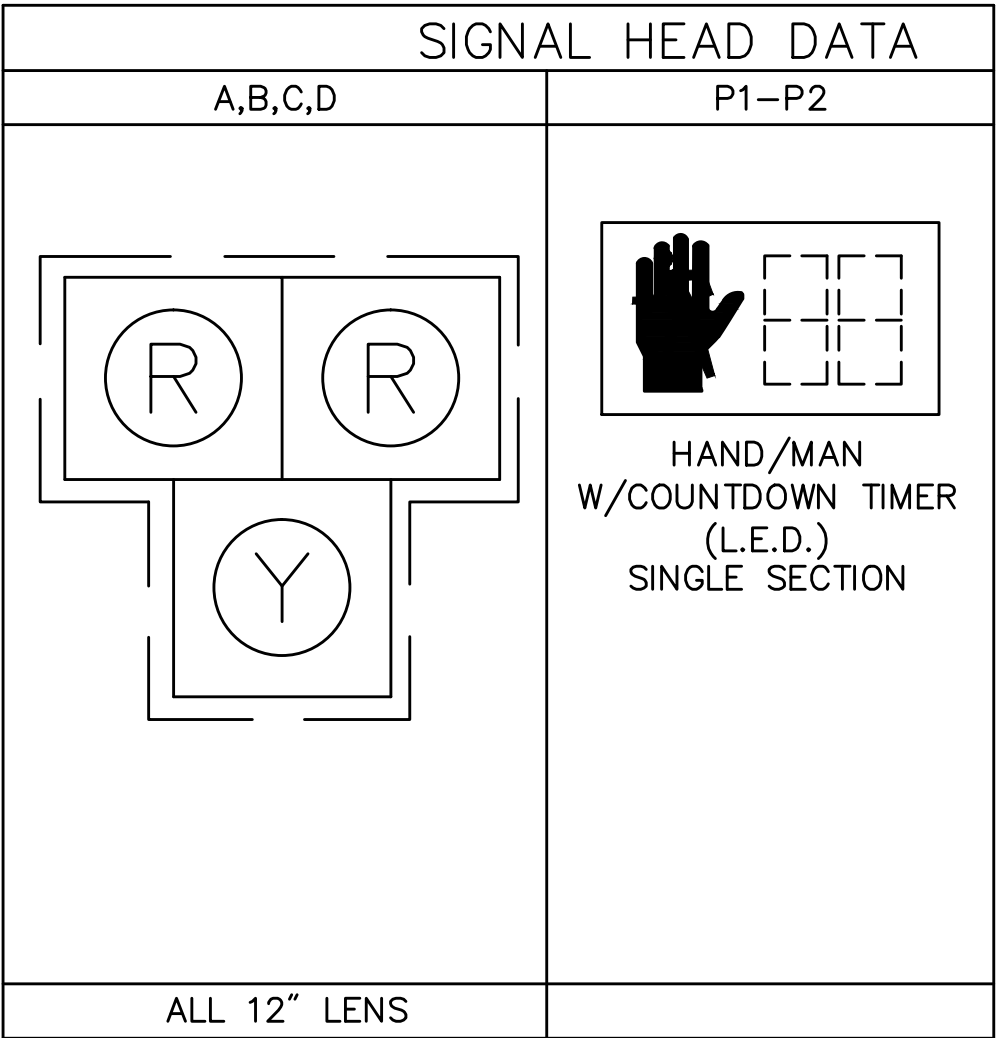 SIGNAL HEAD DATA
A,B,C,D
P1-P2
R R
Y
HAND/MAN
W/COUNTDOWN TIMER
(L.E.D.)
SINGLE SECTION
ALL 12" LENS